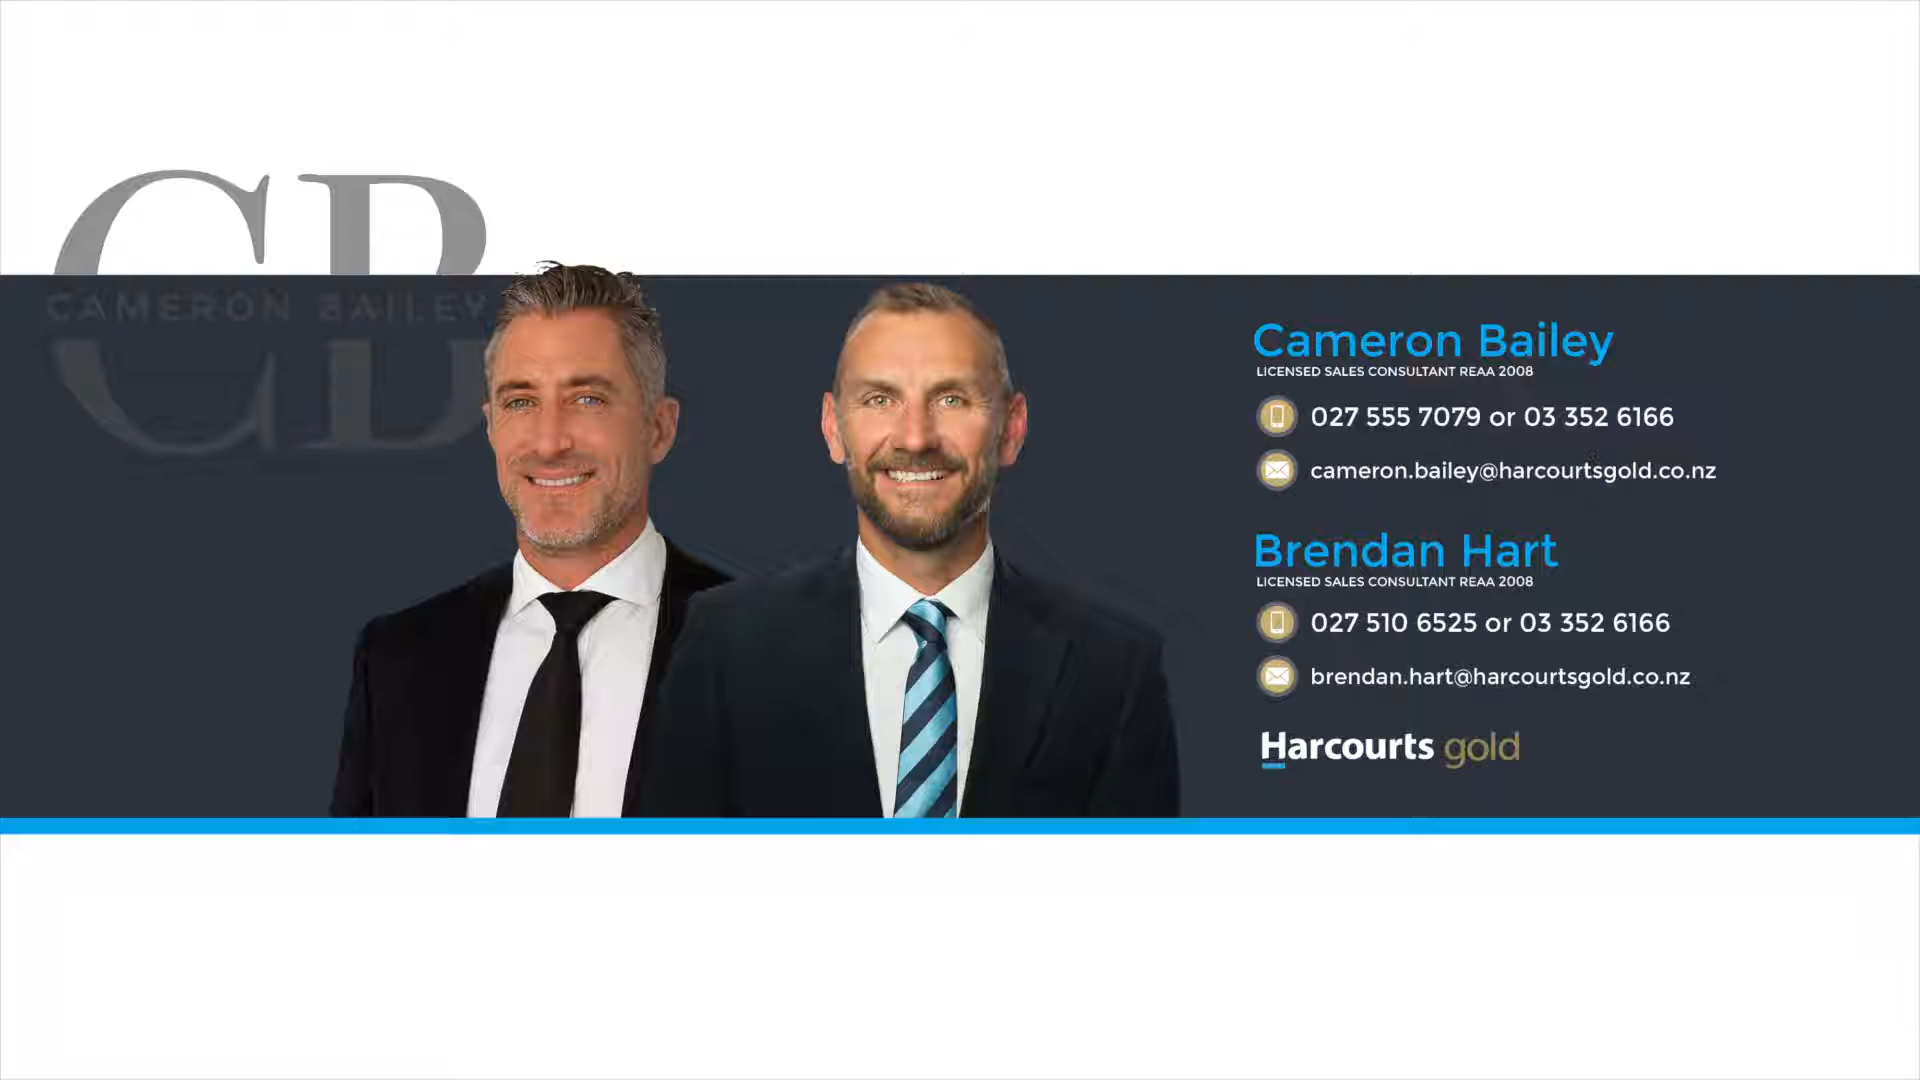 CB
CAMERON BAILEY
Cameron Bailey
LICENSED SALES CONSULTANT REAA 2008
027 555 7079 or 03 352 6166
cameron.bailey@harcourtsgold.co.nz
Brendan Hart
LICENSED SALES CONSULTANT REAA 2008
027 510 6525 or 03 352 6166
brendan.hart@harcourtsgold.co.nz
Harcourts gold